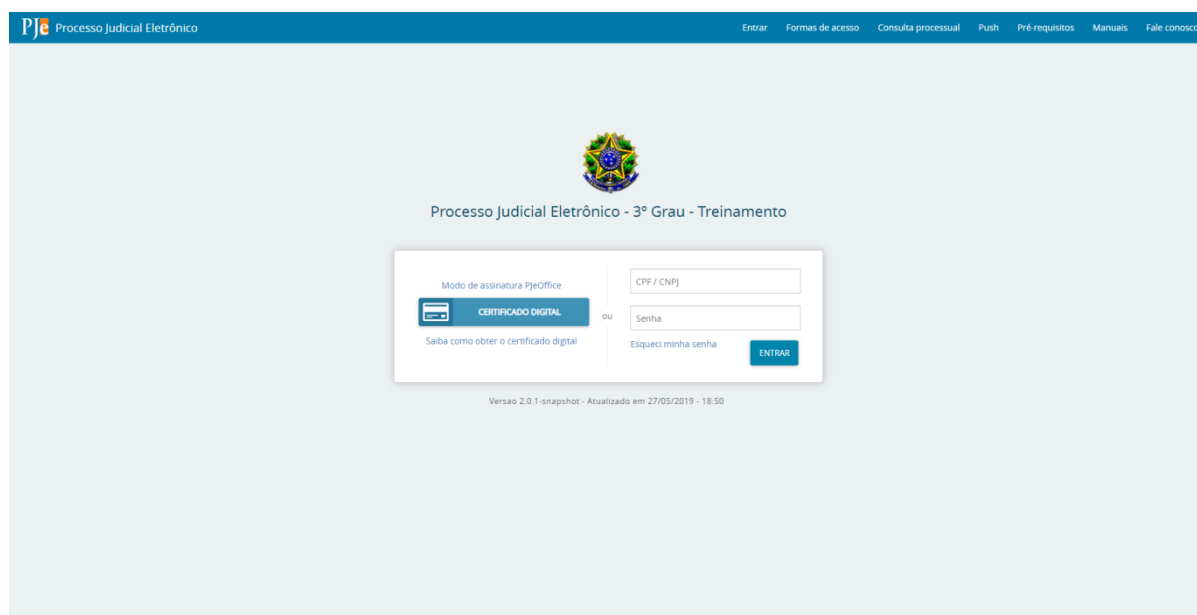 PJe Processo Judicial Eletrônico Entrar Formas de acesso Consulta processual Push Pré-requisitos Manuais Fale conosco
Processo Judicial Eletrônico - 3º Grau - Treinamento
Modo de assinatura PjeOffice
CERTIFICADO DIGITAL
Saiba como obter o certificado digital
ou
CPF / CNPJ
Senha
Esqueci minha senha
ENTRAR
Versao 2.0.1-snapshot - Atualizado em 27/05/2019 - 18:50